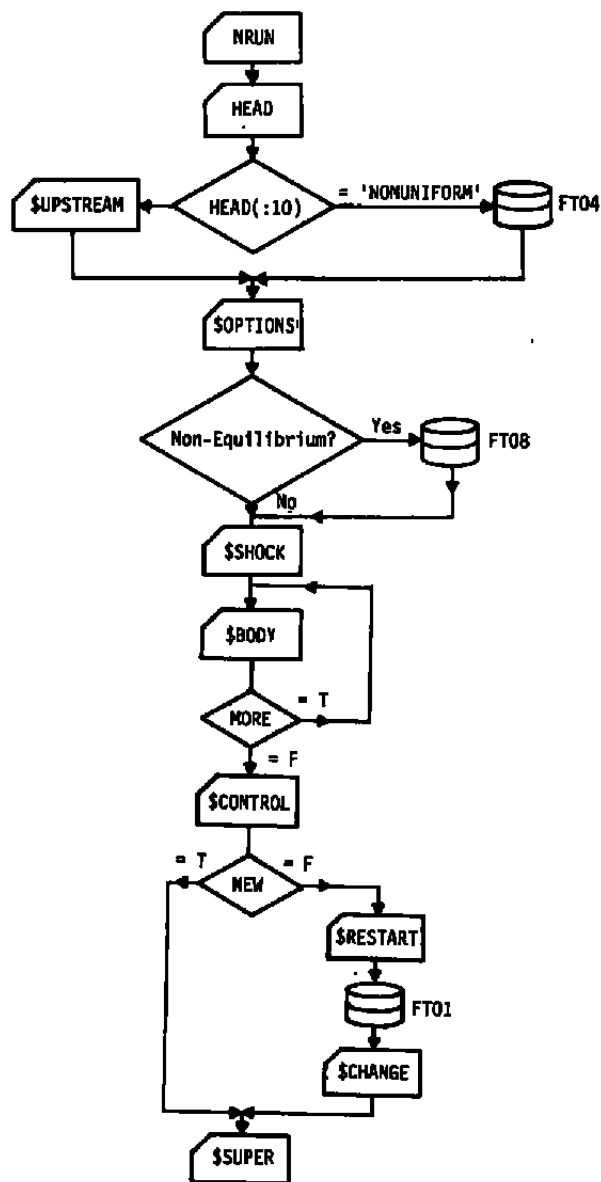 NRUN
HEAD
$UPSTREAM
HEAD(:10)
= 'NOMUNIFORM'
FT04
$OPTIONS
Non-Equilibrium?
Yes
FT08
No
$SHOCK
$BODY
= T
MORE
= F
$CONTROL
= T
= F
NEW
$RESTART
FT01
$CHANGE
$SUPER